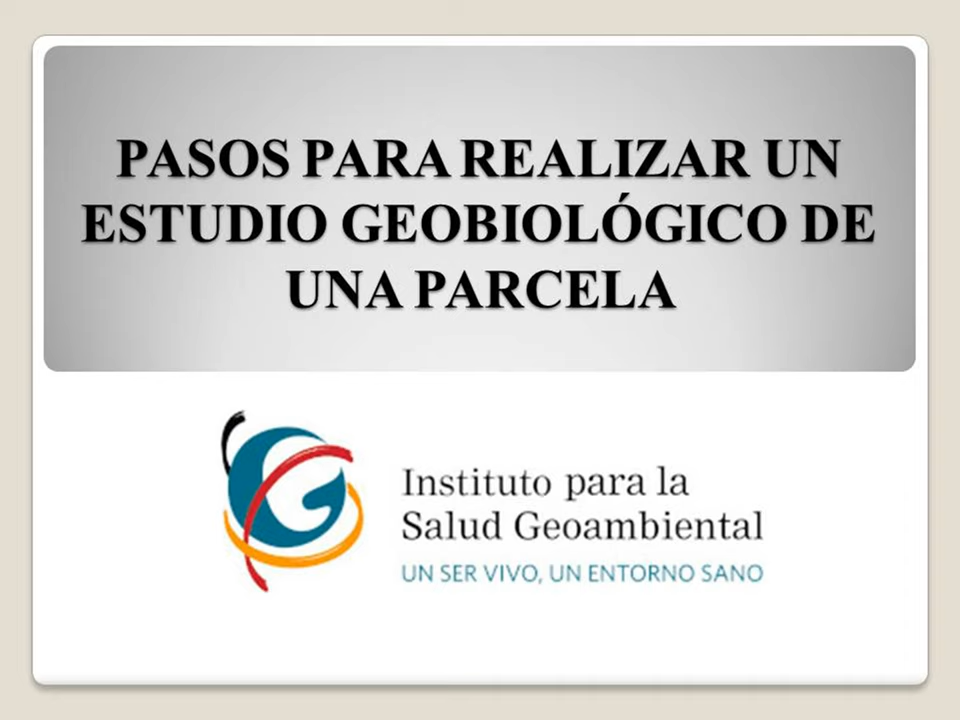 PASOS PARA REALIZAR UN
ESTUDIO GEOBIOLÓGICO DE
UNA PARCELA
Instituto para la
Salud Geoambiental
UN SER VIVO, UN ENTORNO SANO